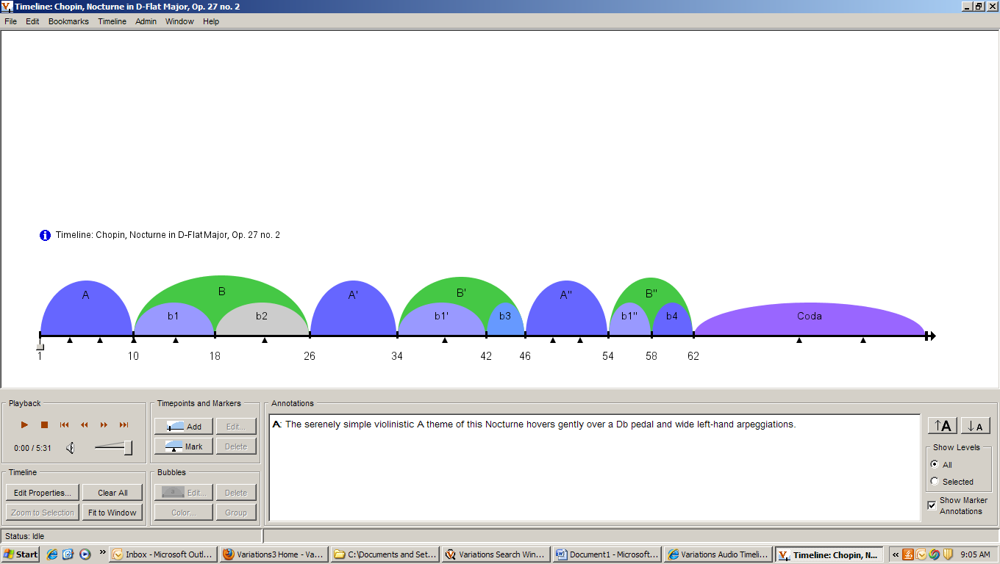 Timeline: Chopin, Nocturne in D-Flat Major, Op. 27 no. 2
File Edit Bookmarks Timeline Admin Window Help
Timeline: Chopin, Nocturne in D-Flat Major, Op. 27 no. 2
A B A' B' A" B"
b1 b2 b1' b3 b1" b4 Coda
1 10 18 26 34 42 46 54 58 62
Playback
0:00 / 5:31
Timepoints and Markers
Add Edit...
Mark Delete
Timeline
Edit Properties... Clear All
Zoom to Selection Fit to Window
Bubbles
Edit... Delete
Color... Group
Annotations
A: The serenely simple violinistic A theme of this Nocturne hovers gently over a Db pedal and wide left-hand arpeggiations.
↑A ↓A
Show Levels
All
Selected
Show Marker
Annotations
Status: Idle
Start Inbox - Microsoft Outl... Variations3 Home - Va... C:\Documents and Set... Variations Search Win... Document1 - Microsoft... Variations Audio Timeli... Timeline: Chopin, N... 9:05 AM